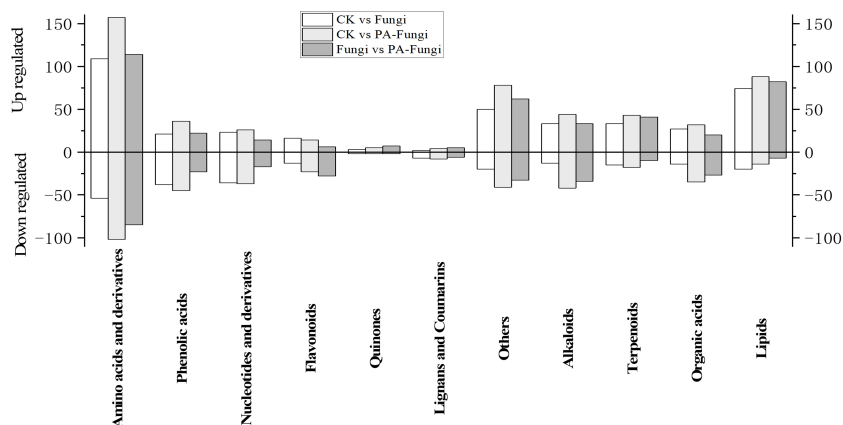 CK vs Fungi
CK vs PA-Fungi
Fungi vs PA-Fungi
Up regulated
Down regulated
150
100
50
0
−50
−100
150
100
50
0
−50
−100
Amino acids and derivatives
Phenolic acids
Nucleotides and derivatives
Flavonoids
Quinones
Lignans and Coumarins
Others
Alkaloids
Terpenoids
Organic acids
Lipids